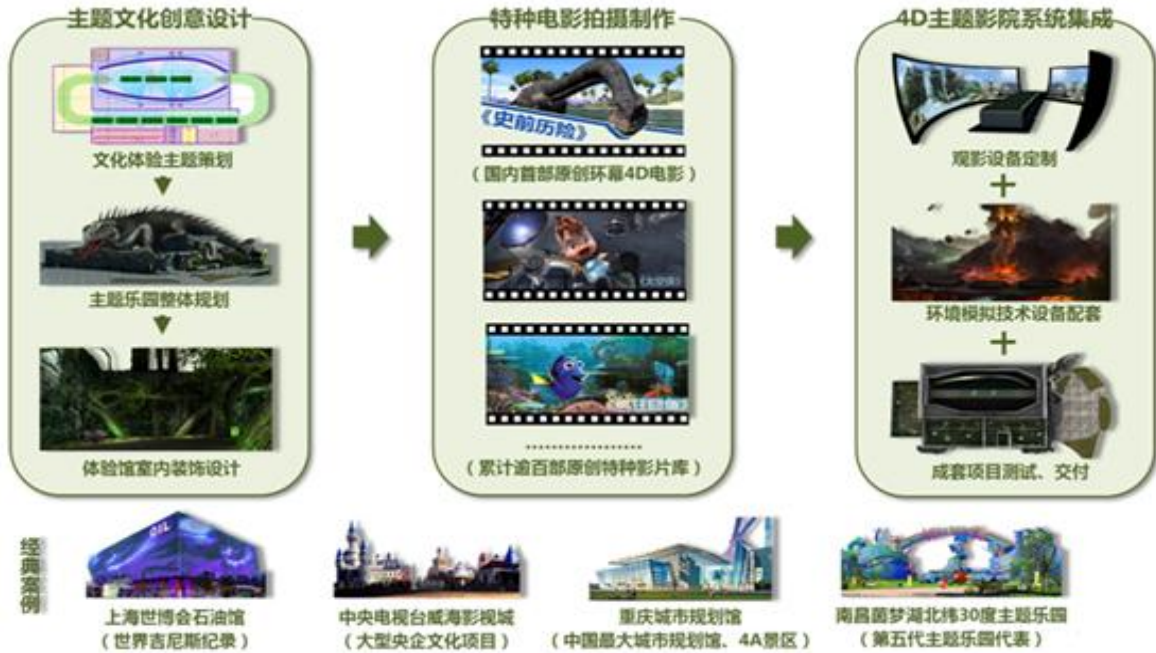 主题文化创意设计
文化体验主题策划
主题乐园整体规划
体验馆室内装饰设计
特种电影拍摄制作
《史前历险》
（国内首部原创环幕4D电影）
………………
（累计逾百部原创特种影片库）
4D主题影院系统集成
观影设备定制
+
环境模拟技术设备配套
+
成套项目测试、交付
经典案例
OIL
上海世博会石油馆
（世界吉尼斯纪录）
中央电视台威海影视城
（大型央企文化项目）
重庆城市规划馆
（中国最大城市规划馆、4A景区）
南昌茵梦湖北纬30度主题乐园
（第五代主题乐园代表）